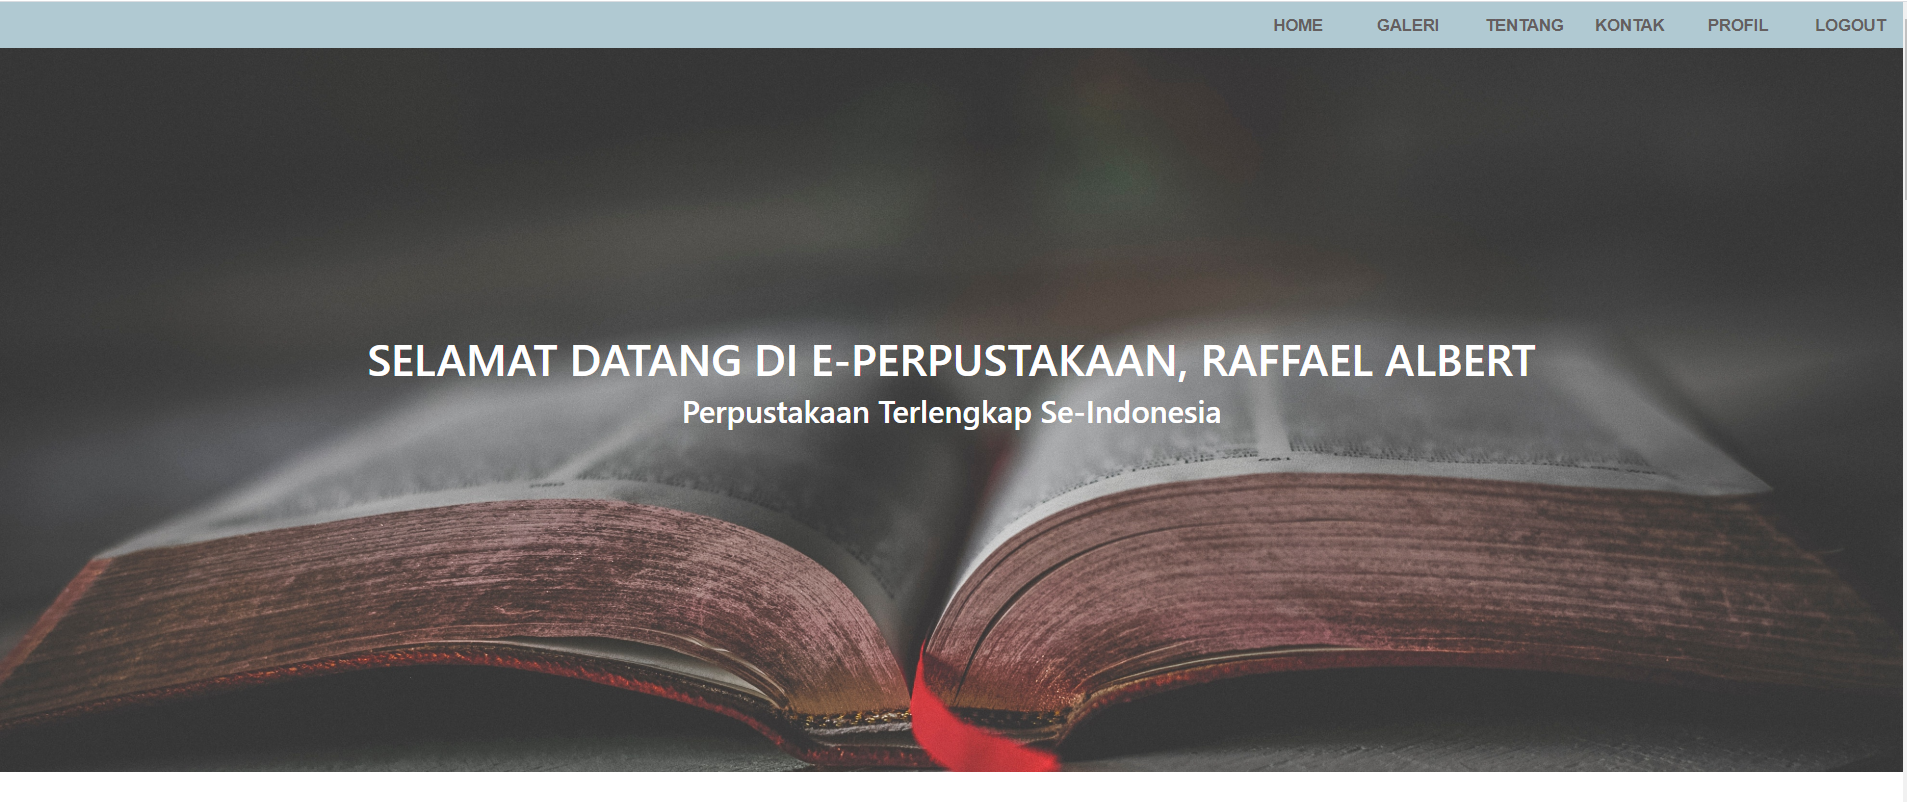 HOME GALERI TENTANG KONTAK PROFIL LOGOUT
SELAMAT DATANG DI E-PERPUSTAKAAN, RAFFAEL ALBERT
Perpustakaan Terlengkap Se-Indonesia